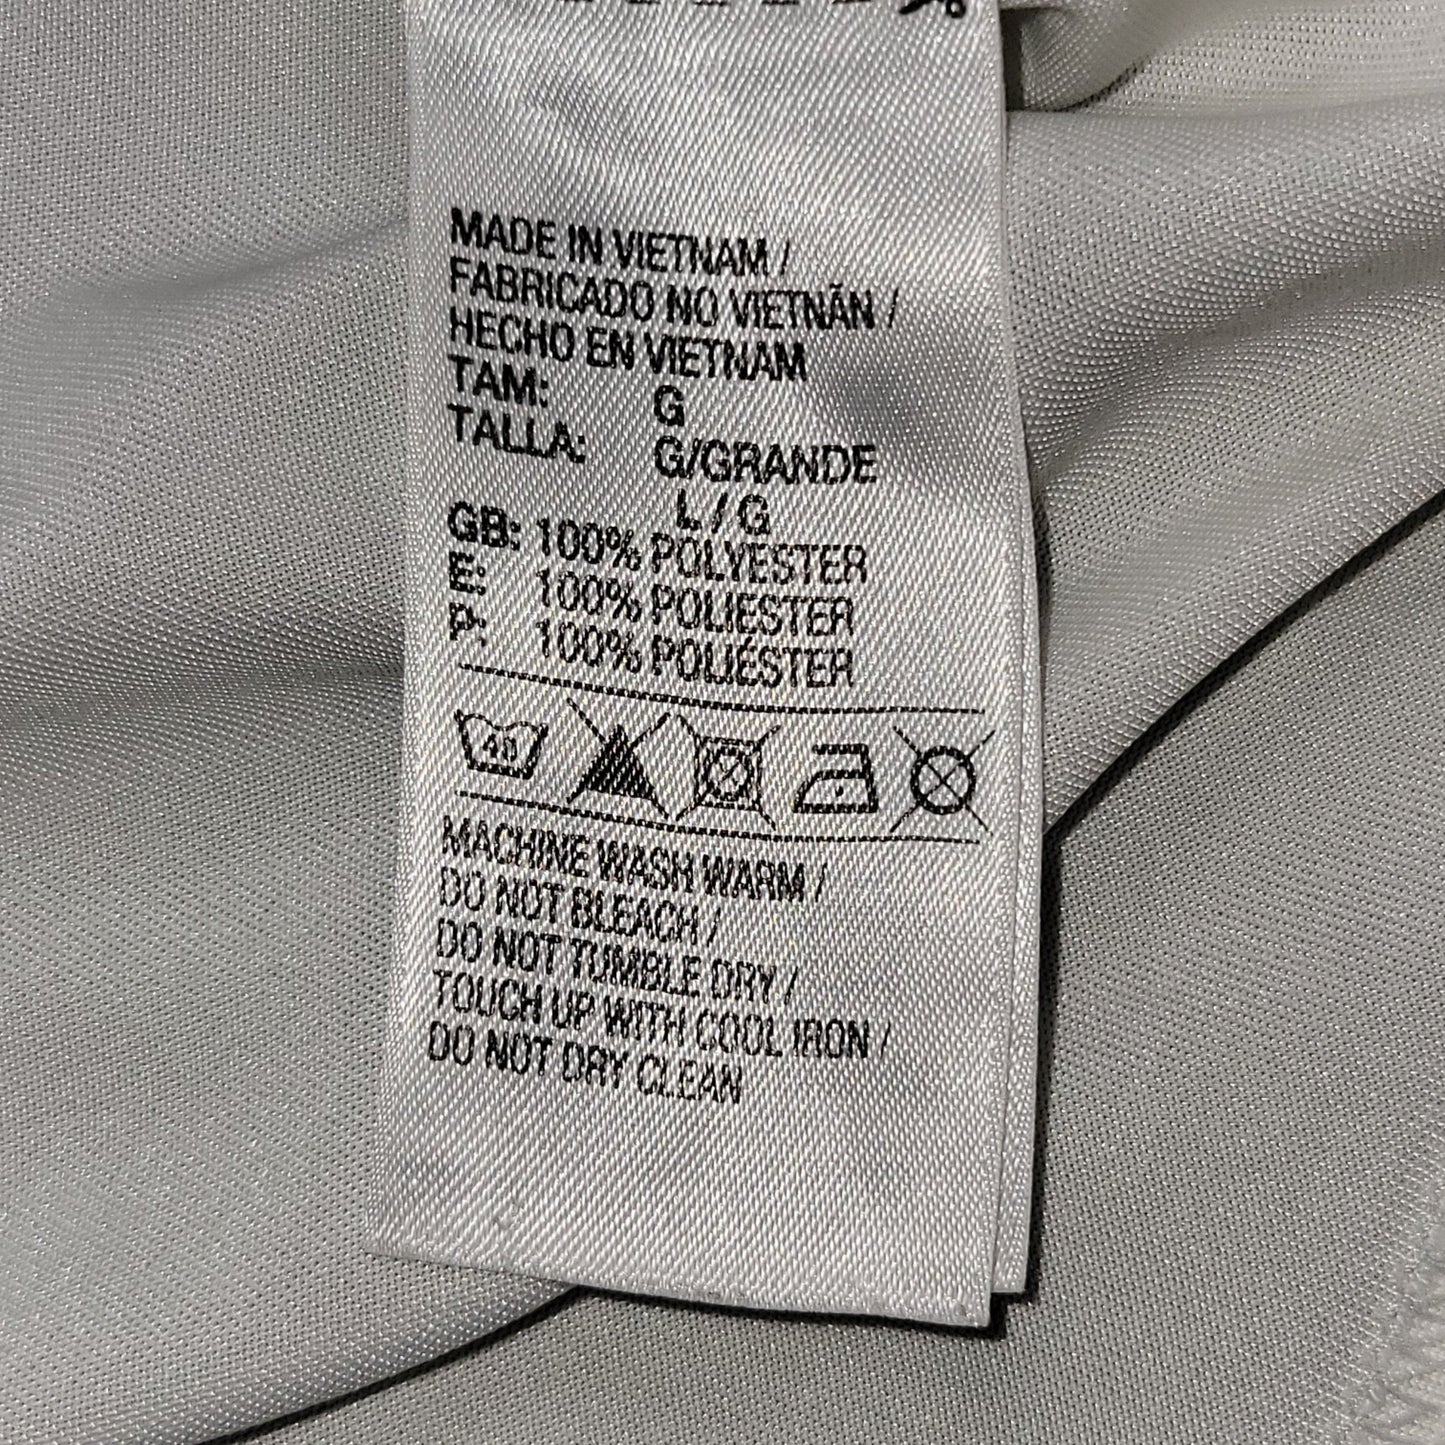 MADE IN VIETNAM /
FABRICADO NO VIETNÃN /
HECHO EN VIETNAM
TAM: G
TALLA: G/GRANDE
L / G
GB: 100% POLYESTER
E: 100% POLIESTER
P: 100% POLIÉSTER
40
MACHINE WASH WARM /
DO NOT BLEACH /
DO NOT TUMBLE DRY /
TOUCH UP WITH COOL IRON /
DO NOT DRY CLEAN